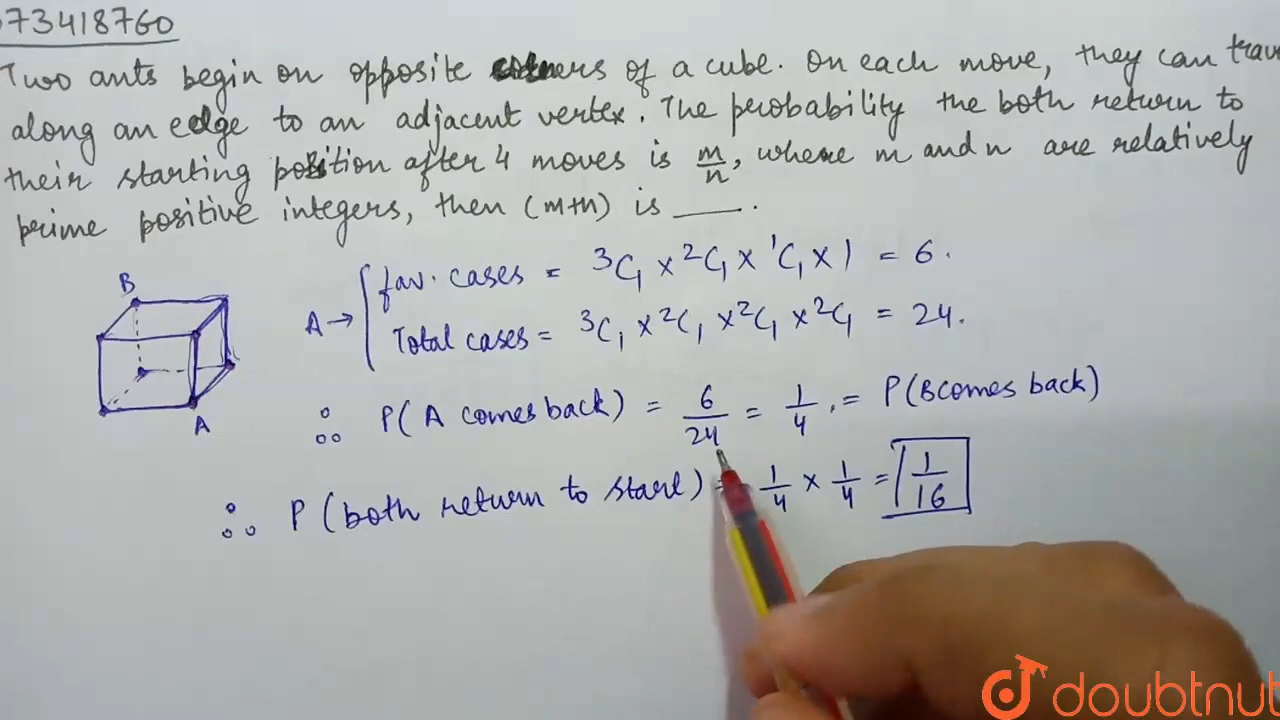 73418760
Two ants begin on opposite corners of a cube. On each move, they can trav
along an edge to an adjacent vertex. The probability the both return to
their starting position after 4 moves is m/n, where m and n are relatively
prime positive integers, then (m+n) is ___.
B
A
A → { fav. cases = ³C₁ × ²C₁ × ¹C₁ × 1 = 6.
Total cases = ³C₁ × ²C₁ × ²C₁ × ²C₁ = 24.
∴ P(A comes back) = 6/24 = 1/4. = P(B comes back)
∴ P(both return to start) = 1/4 × 1/4 = 1/16
doubtnut